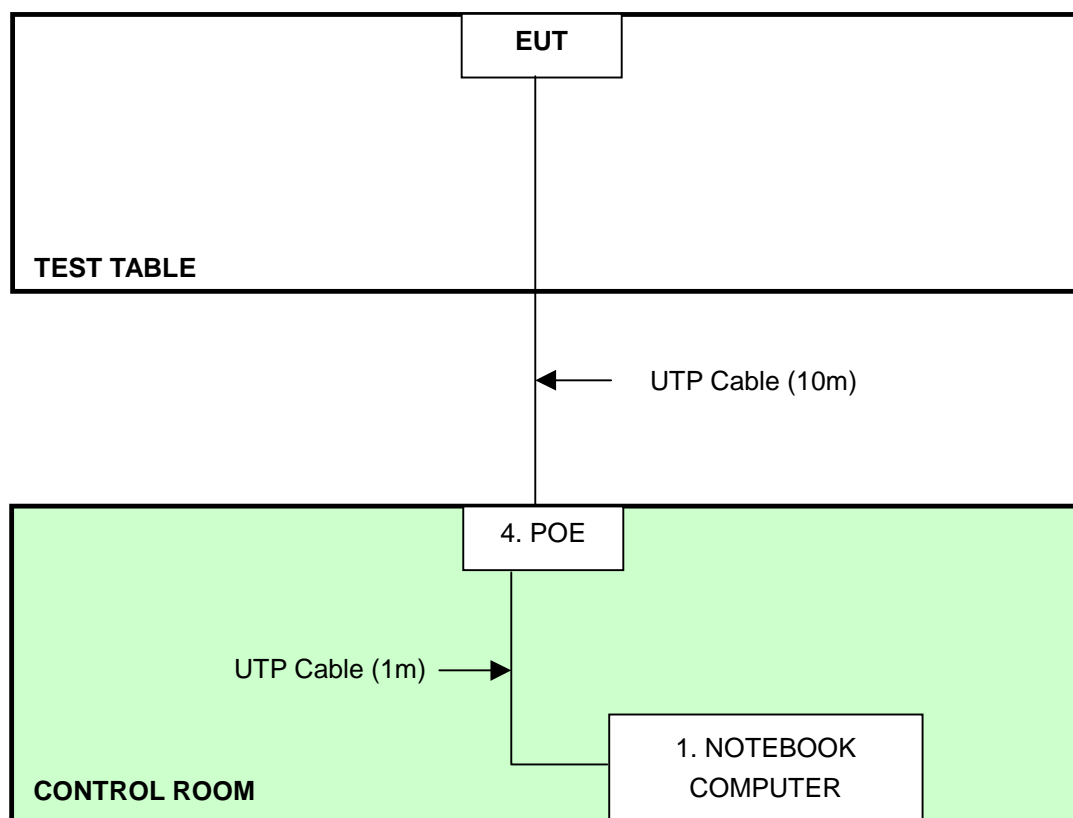 EUT
TEST TABLE
UTP Cable (10m)
4. POE
UTP Cable (1m)
1. NOTEBOOK
COMPUTER
CONTROL ROOM